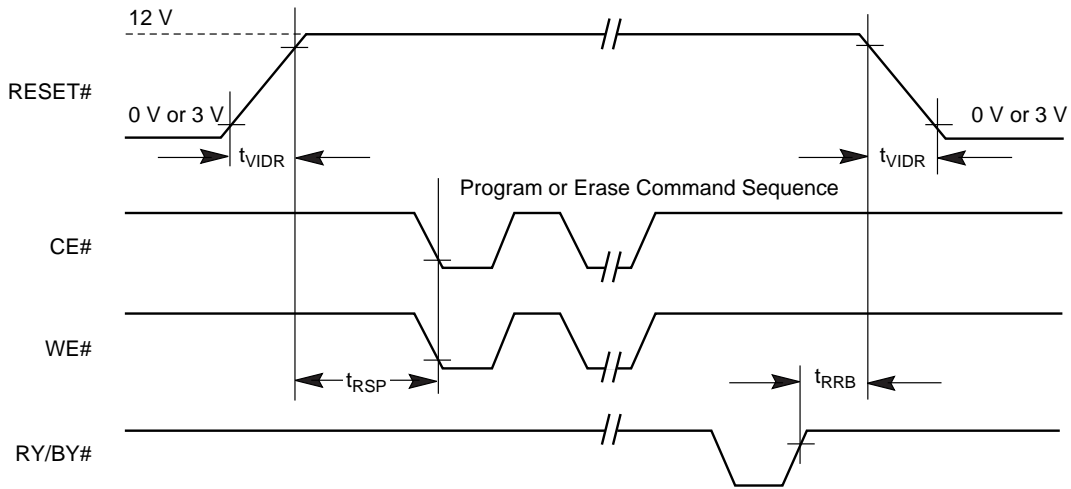 12 V
RESET#
0 V or 3 V
0 V or 3 V
tVIDR
tVIDR
Program or Erase Command Sequence
CE#
WE#
tRSP
tRRB
RY/BY#